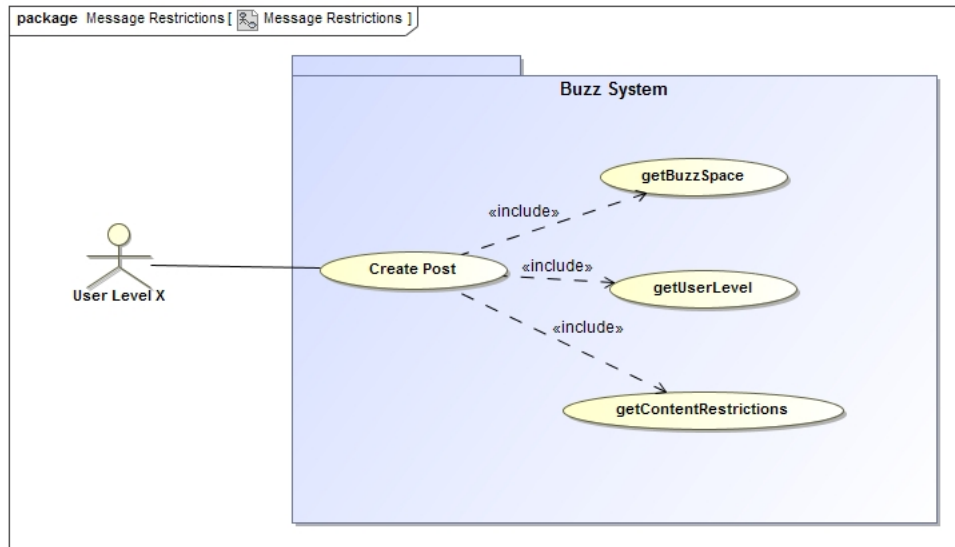 package Message Restrictions [ Message Restrictions ]
Buzz System
getBuzzSpace
«include»
Create Post
«include»
getUserLevel
User Level X
«include»
getContentRestrictions